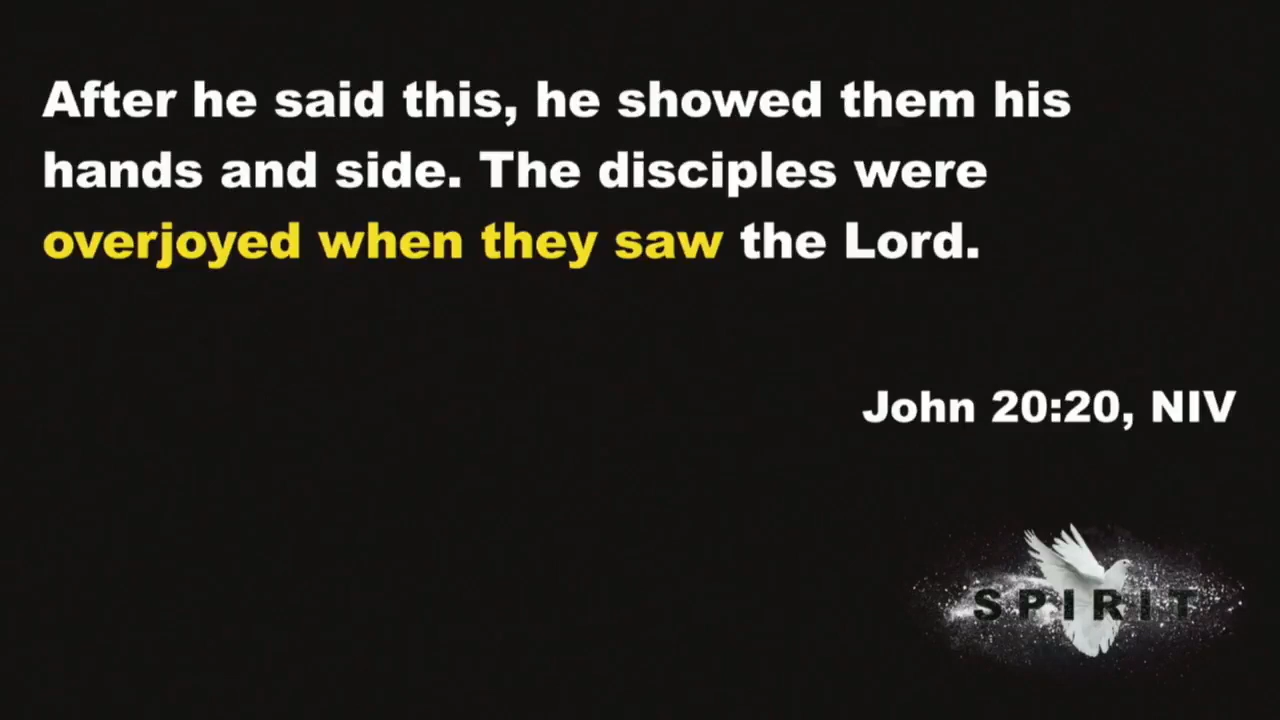 After he said this, he showed them his
hands and side. The disciples were
overjoyed when they saw the Lord.
John 20:20, NIV
SPIRIT